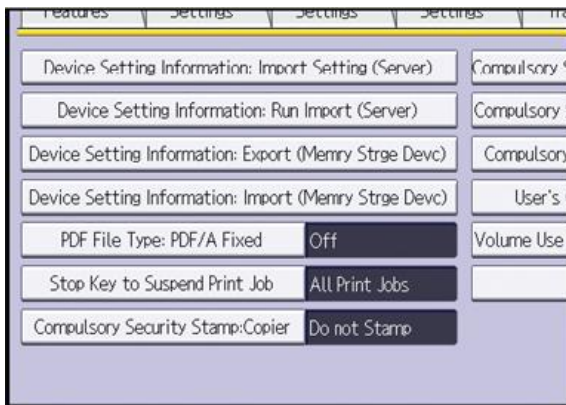 Features Settings Settings Settings
Device Setting Information: Import Setting (Server) Compulsory
Device Setting Information: Run Import (Server) Compulsory
Device Setting Information: Export (Memry Strge Devc) Compulsory
Device Setting Information: Import (Memry Strge Devc) User's
PDF File Type: PDF/A Fixed Off Volume Use
Stop Key to Suspend Print Job All Print Jobs
Compulsory Security Stamp:Copier Do not Stamp